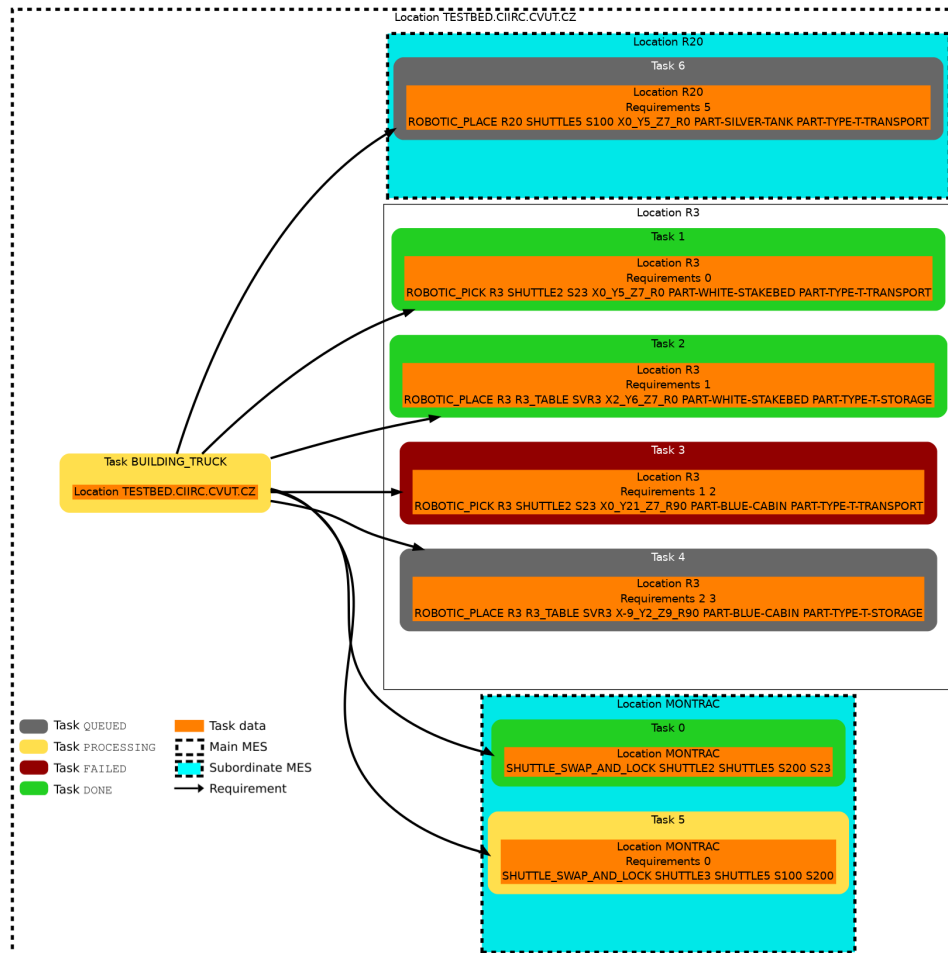 Location TESTBED.CIIRC.CVUT.CZ
Location R20
Task 6
Location R20
Requirements 5
ROBOTIC_PLACE R20 SHUTTLE5 S100 X0_Y5_Z7_R0 PART-SILVER-TANK PART-TYPE-T-TRANSPORT
Location R3
Task 1
Location R3
Requirements 0
ROBOTIC_PICK R3 SHUTTLE2 S23 X0_Y5_Z7_R0 PART-WHITE-STAKEBED PART-TYPE-T-TRANSPORT
Task 2
Location R3
Requirements 1
ROBOTIC_PLACE R3 R3_TABLE SVR3 X2_Y6_Z7_R0 PART-WHITE-STAKEBED PART-TYPE-T-STORAGE
Task BUILDING_TRUCK
Location TESTBED.CIIRC.CVUT.CZ
Task 3
Location R3
Requirements 1 2
ROBOTIC_PICK R3 SHUTTLE2 S23 X0_Y21_Z7_R90 PART-BLUE-CABIN PART-TYPE-T-TRANSPORT
Task 4
Location R3
Requirements 2 3
ROBOTIC_PLACE R3 R3_TABLE SVR3 X-9_Y2_Z9_R90 PART-BLUE-CABIN PART-TYPE-T-STORAGE
Location MONTRAC
Task 0
Location MONTRAC
SHUTTLE_SWAP_AND_LOCK SHUTTLE2 SHUTTLE5 S200 S23
Task 5
Location MONTRAC
Requirements 0
SHUTTLE_SWAP_AND_LOCK SHUTTLE3 SHUTTLE5 S100 S200
Task QUEUED
Task PROCESSING
Task FAILED
Task DONE
Task data
Main MES
Subordinate MES
Requirement